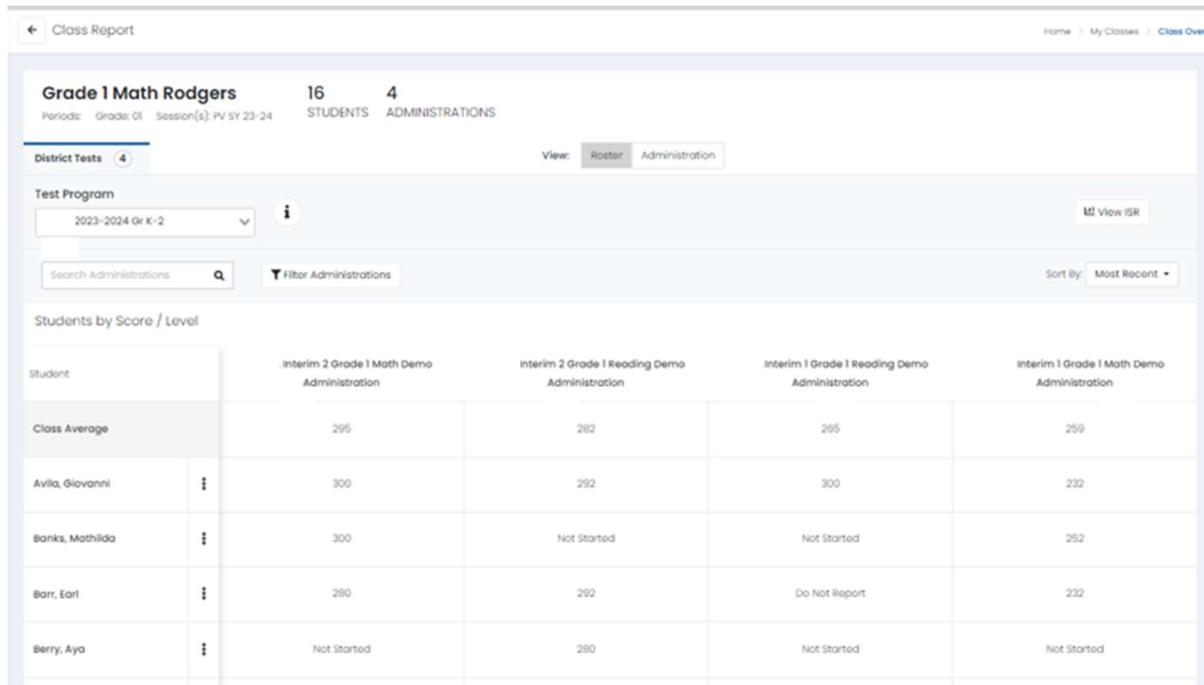 Class Report
Home > My Classes > Class Over
Grade 1 Math Rodgers
16
4
Periods: Grade: 01 Session(s): PV SY 23-24
STUDENTS ADMINISTRATIONS
District Tests 4
View: Roster Administration
Test Program
2023-2024 Gr K-2
i
View ISR
Search Administrations
Filter Administrations
Sort By: Most Recent
Students by Score / Level
Student
Interim 2 Grade 1 Math Demo
Administration
Interim 2 Grade 1 Reading Demo
Administration
Interim 1 Grade 1 Reading Demo
Administration
Interim 1 Grade 1 Math Demo
Administration
Class Average 295 282 265 259
Avila, Giovanni 300 292 300 232
Banks, Mathilda 300 Not Started Not Started 252
Barr, Earl 280 292 Do Not Report 232
Berry, Aya Not Started 280 Not Started Not Started